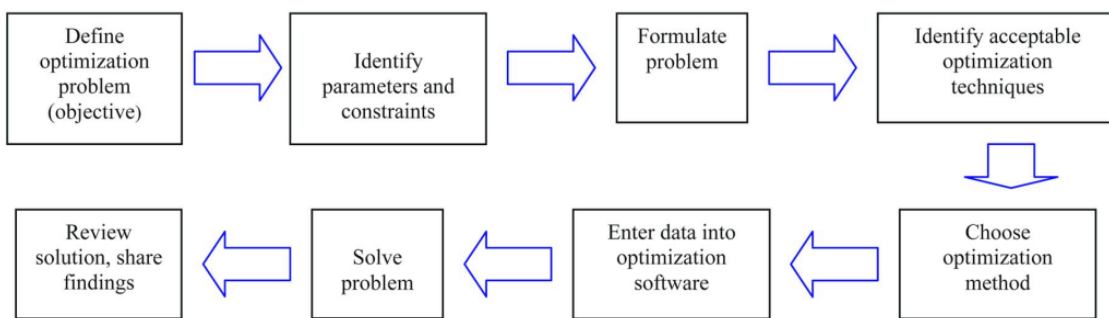 Define
optimization
problem
(objective)
Identify
parameters and
constraints
Formulate
problem
Identify acceptable
optimization
techniques
Choose
optimization
method
Enter data into
optimization
software
Solve
problem
Review
solution, share
findings